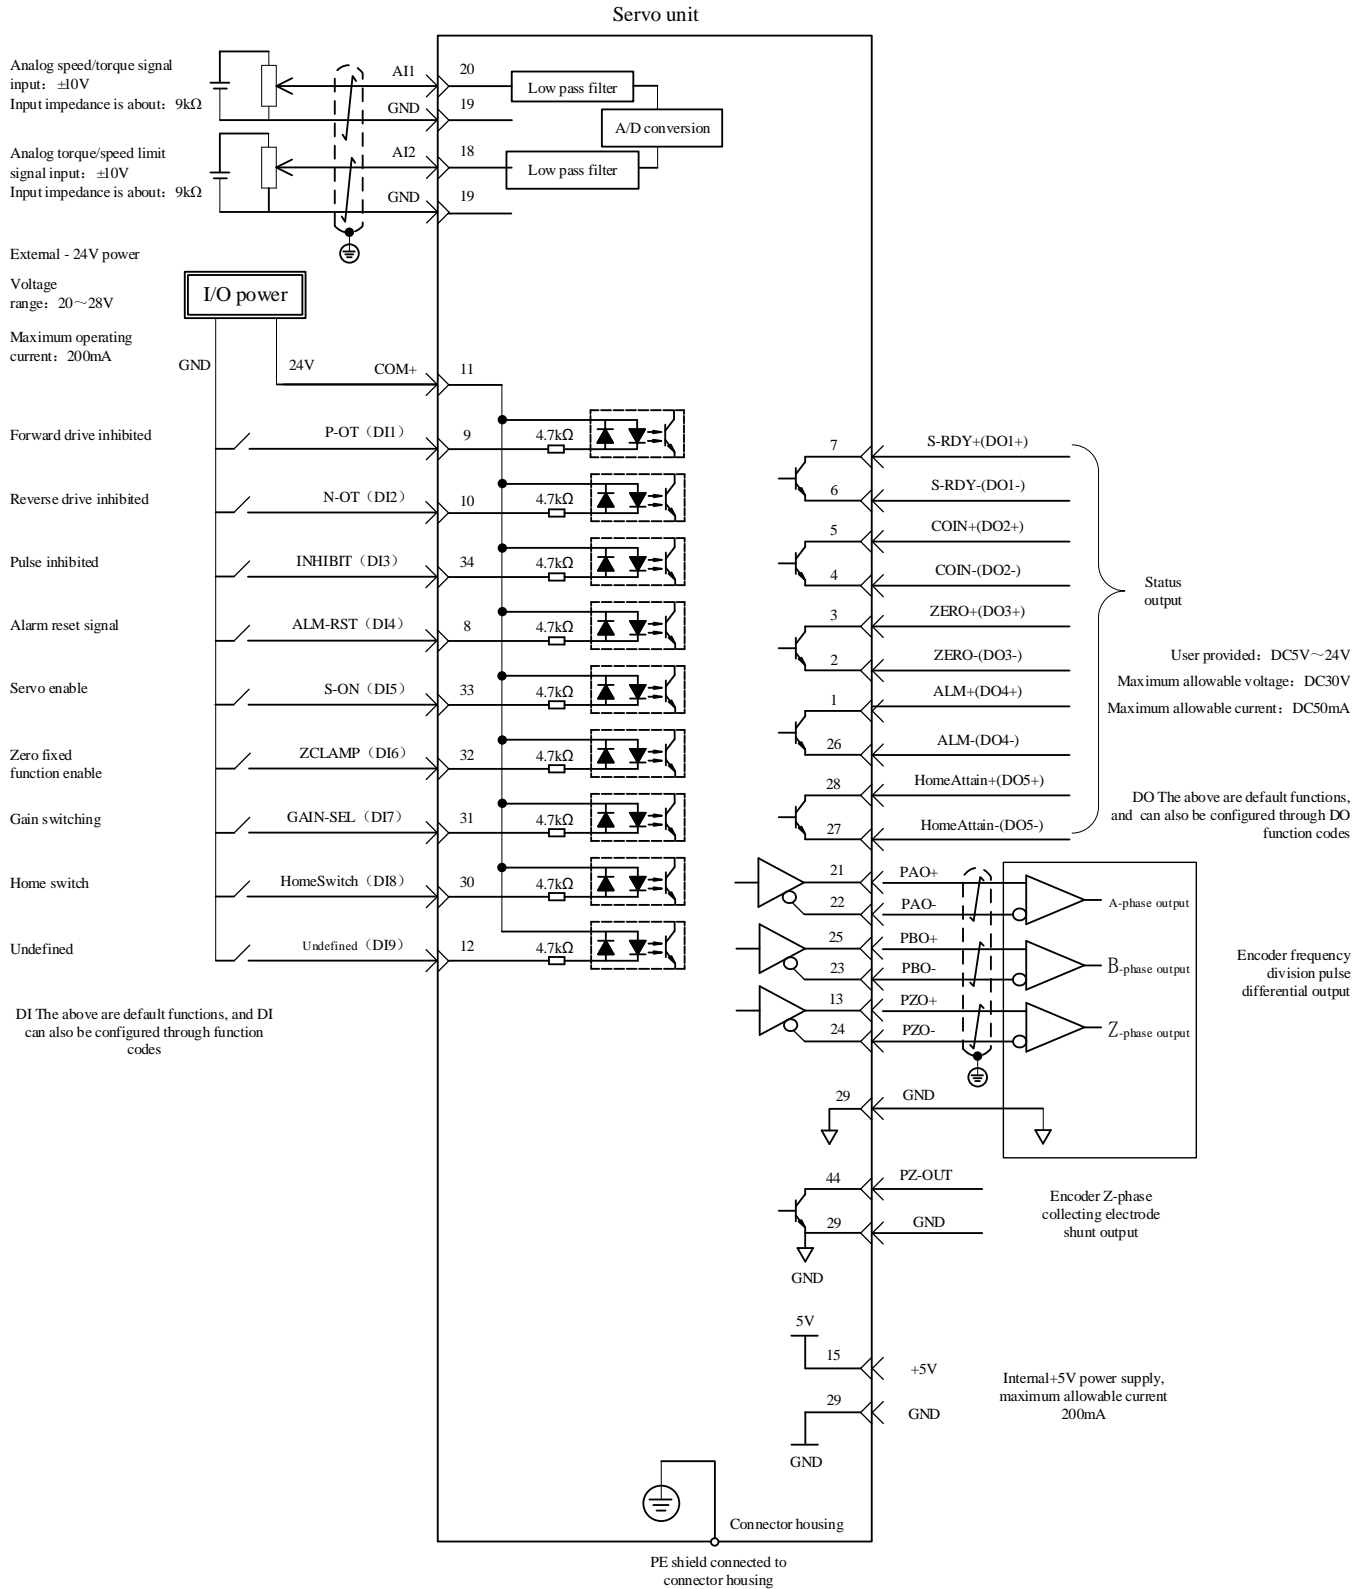 Servo unit
Analog speed/torque signal
input：±10V
Input impedance is about：9kΩ
AI1
20
Low pass filter
GND
19
A/D conversion
Analog torque/speed limit
signal input：±10V
Input impedance is about：9kΩ
AI2
18
Low pass filter
GND
19
External - 24V power
Voltage
range：20～28V
I/O power
Maximum operating
current：200mA
GND
24V
COM+
11
Forward drive inhibited
P-OT（DI1）
9
4.7kΩ
Reverse drive inhibited
N-OT（DI2）
10
4.7kΩ
Pulse inhibited
INHIBIT（DI3）
34
4.7kΩ
Alarm reset signal
ALM-RST（DI4）
8
4.7kΩ
Servo enable
S-ON（DI5）
33
4.7kΩ
Zero fixed
function enable
ZCLAMP（DI6）
32
4.7kΩ
Gain switching
GAIN-SEL（DI7）
31
4.7kΩ
Home switch
HomeSwitch（DI8）
30
4.7kΩ
Undefined
Undefined（DI9）
12
4.7kΩ
DI The above are default functions, and DI
can also be configured through function
codes
7
S-RDY+(DO1+)
6
S-RDY-(DO1-)
5
COIN+(DO2+)
4
COIN-(DO2-)
3
ZERO+(DO3+)
2
ZERO-(DO3-)
1
ALM+(DO4+)
26
ALM-(DO4-)
28
HomeAttain+(DO5+)
27
HomeAttain-(DO5-)
Status
output
User provided：DC5V～24V
Maximum allowable voltage：DC30V
Maximum allowable current：DC50mA
DO The above are default functions,
and can also be configured through DO
function codes
21
PAO+
22
PAO-
A-phase output
25
PBO+
23
PBO-
B-phase output
13
PZO+
24
PZO-
Z-phase output
Encoder frequency
division pulse
differential output
29
GND
44
PZ-OUT
29
GND
GND
Encoder Z-phase
collecting electrode
shunt output
5V
15
+5V
29
GND
GND
Internal+5V power supply,
maximum allowable current
200mA
Connector housing
PE shield connected to
connector housing